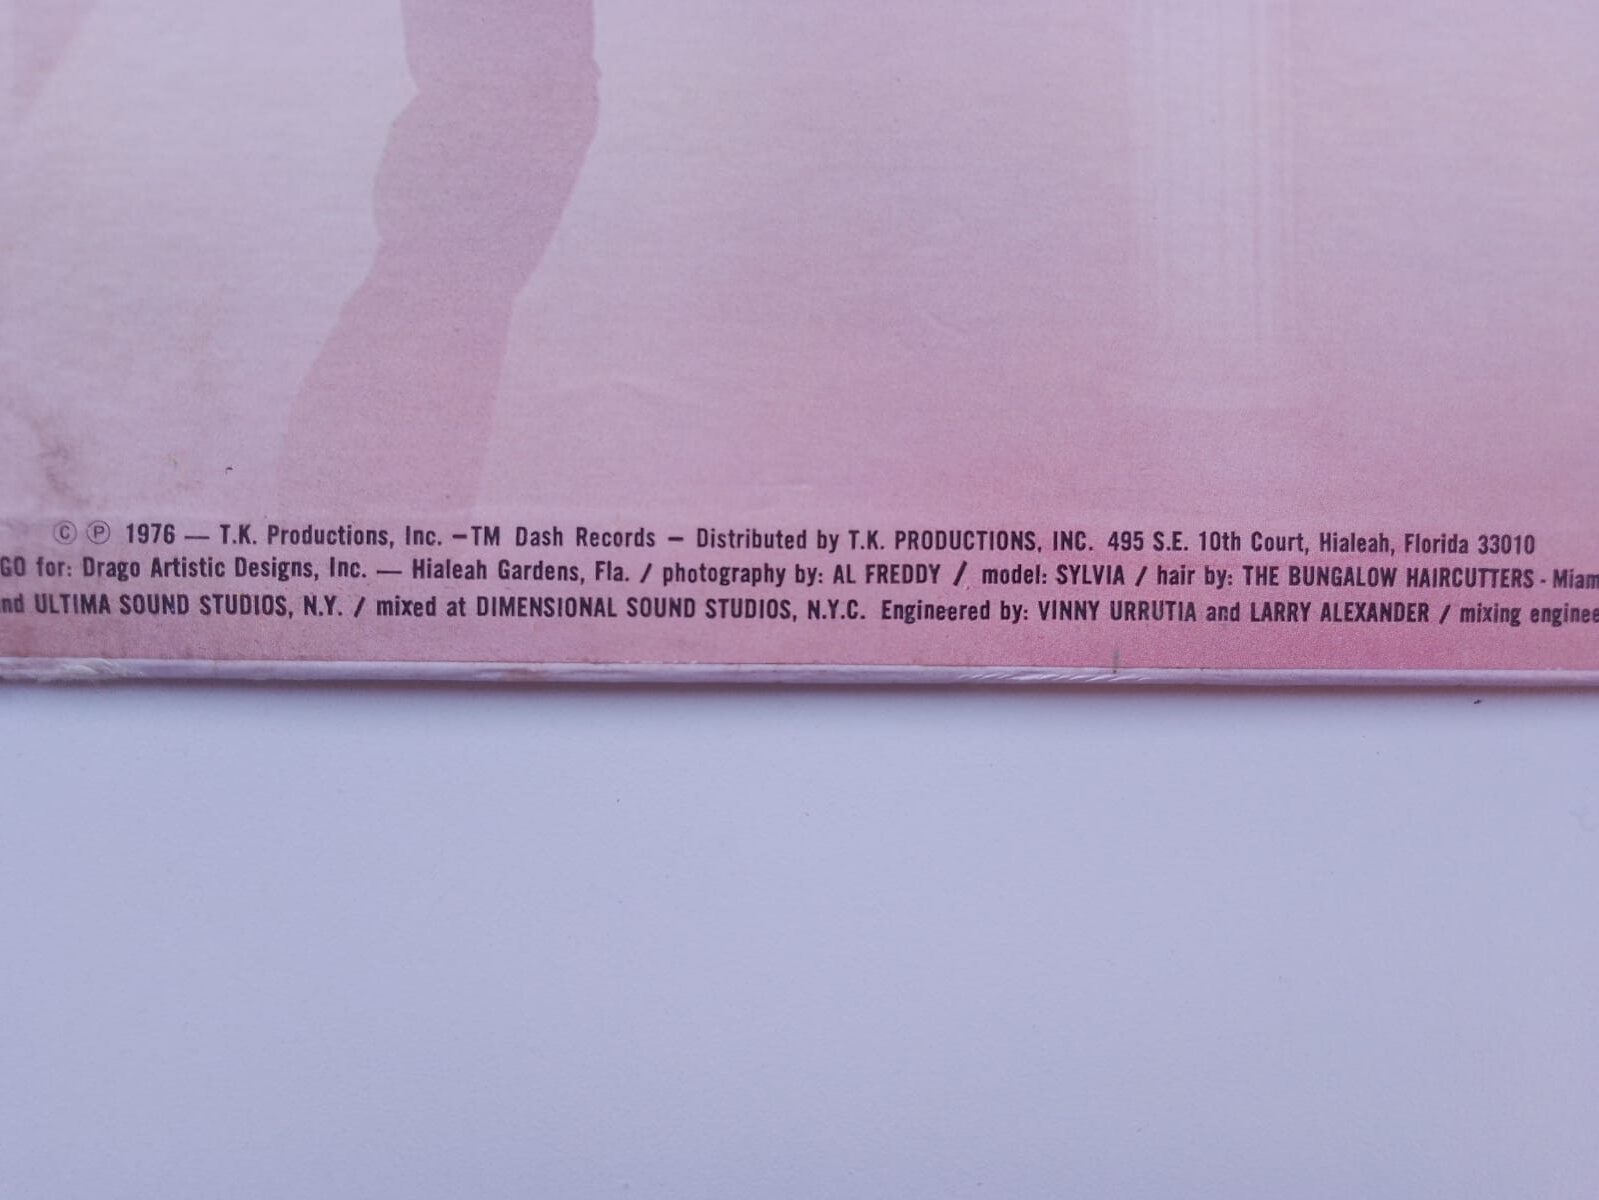 © ℗ 1976 — T.K. Productions, Inc. –TM Dash Records – Distributed by T.K. PRODUCTIONS, INC. 495 S.E. 10th Court, Hialeah, Florida 33010
GO for: Drago Artistic Designs, Inc. — Hialeah Gardens, Fla. / photography by: AL FREDDY / model: SYLVIA / hair by: THE BUNGALOW HAIRCUTTERS - Miam
nd ULTIMA SOUND STUDIOS, N.Y. / mixed at DIMENSIONAL SOUND STUDIOS, N.Y.C. Engineered by: VINNY URRUTIA and LARRY ALEXANDER / mixing enginee